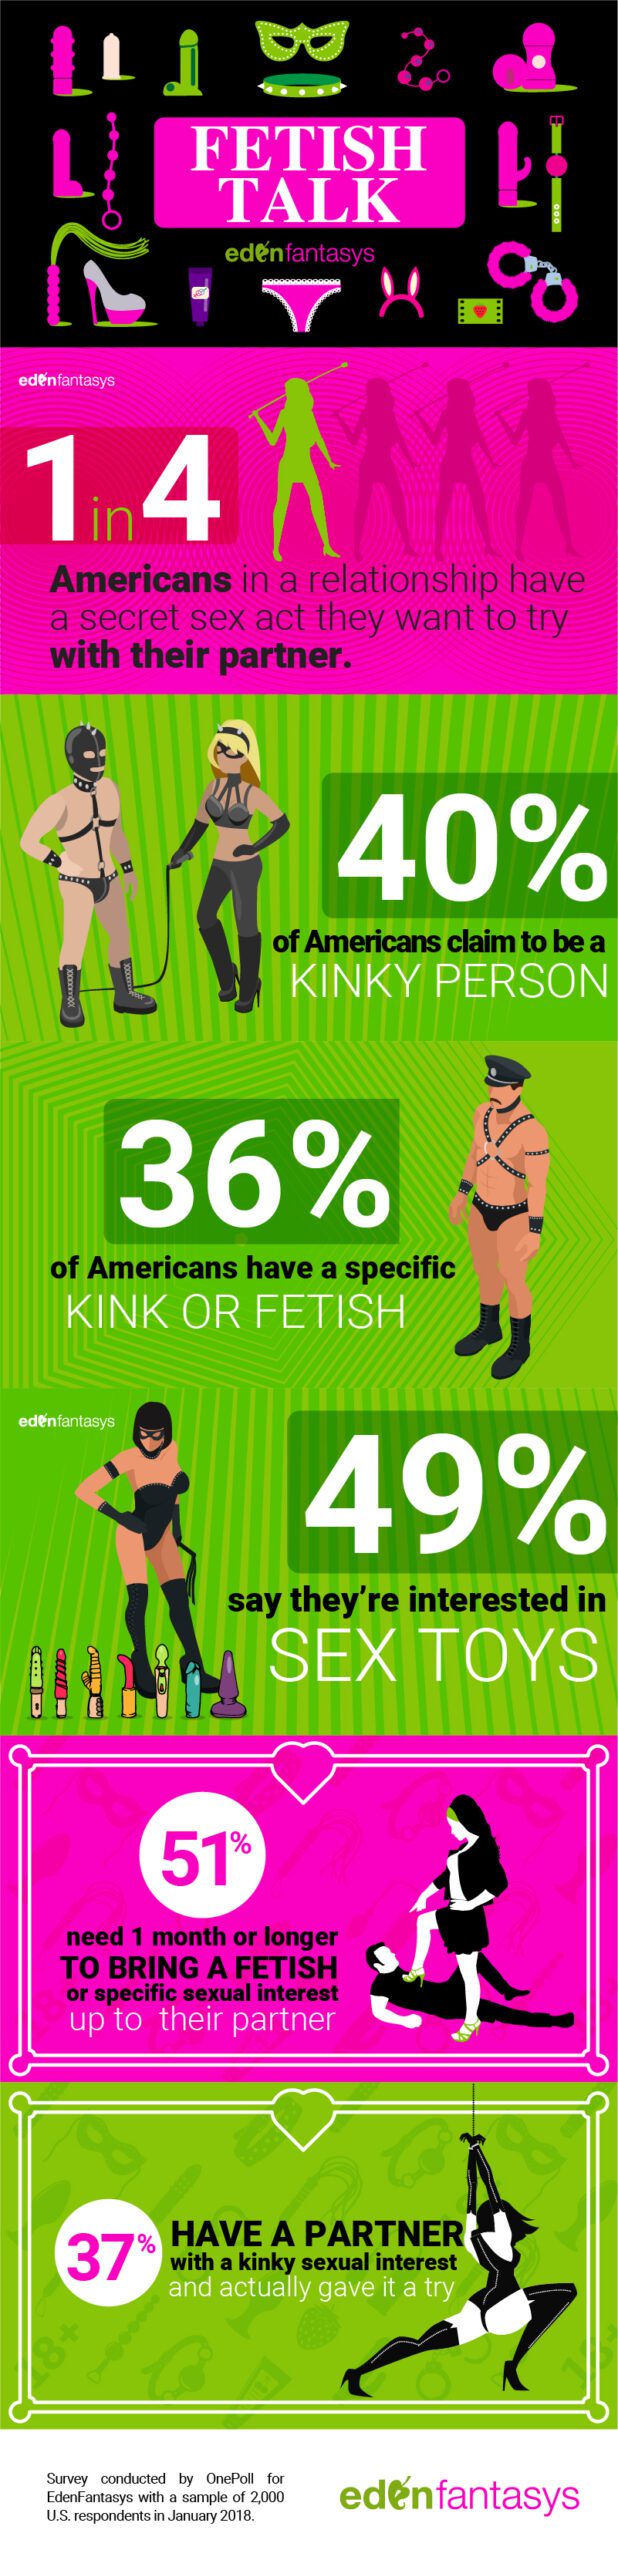 FETISH
TALK
edenfantasys
edenfantasys
1 in 4
Americans in a relationship have
a secret sex act they want to try
with their partner.
40%
of Americans claim to be a
KINKY PERSON
36%
of Americans have a specific
KINK OR FETISH
edenfantasys
49%
say they're interested in
SEX TOYS
51%
need 1 month or longer
TO BRING A FETISH
or specific sexual interest
up to their partner
18+
37%
HAVE A PARTNER
with a kinky sexual interest
and actually gave it a try
18+
18+
Survey conducted by OnePoll for
EdenFantasys with a sample of 2,000
U.S. respondents in January 2018.
edenfantasys